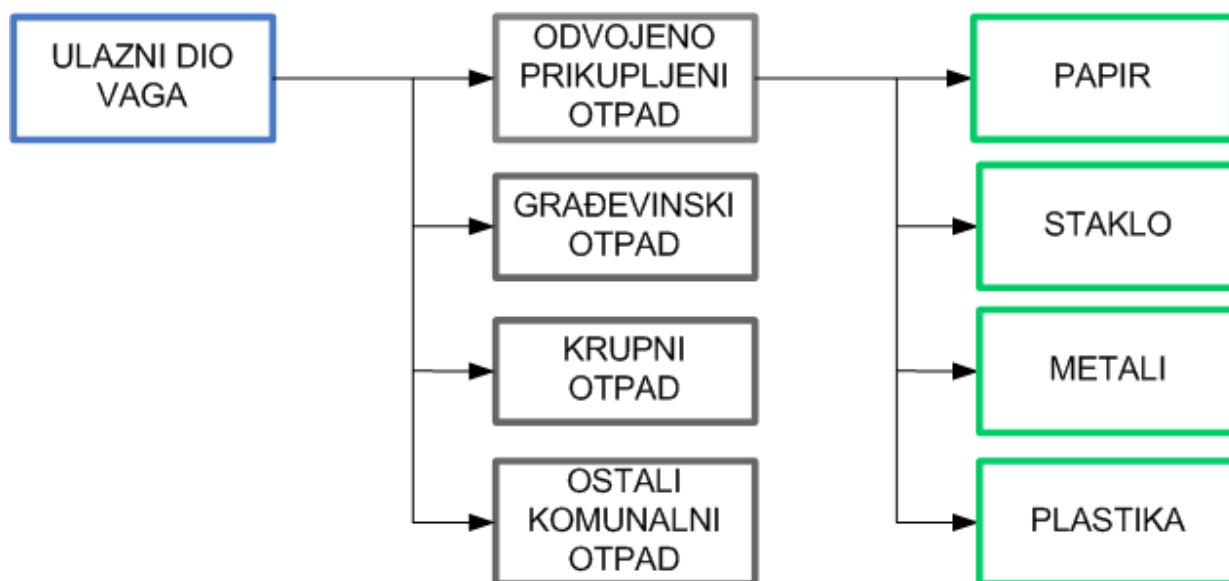 ULAZNI DIO
VAGA
ODVOJENO
PRIKUPLJENI
OTPAD
PAPIR
GRAĐEVINSKI
OTPAD
STAKLO
KRUPNI
OTPAD
METALI
OSTALI
KOMUNALNI
OTPAD
PLASTIKA